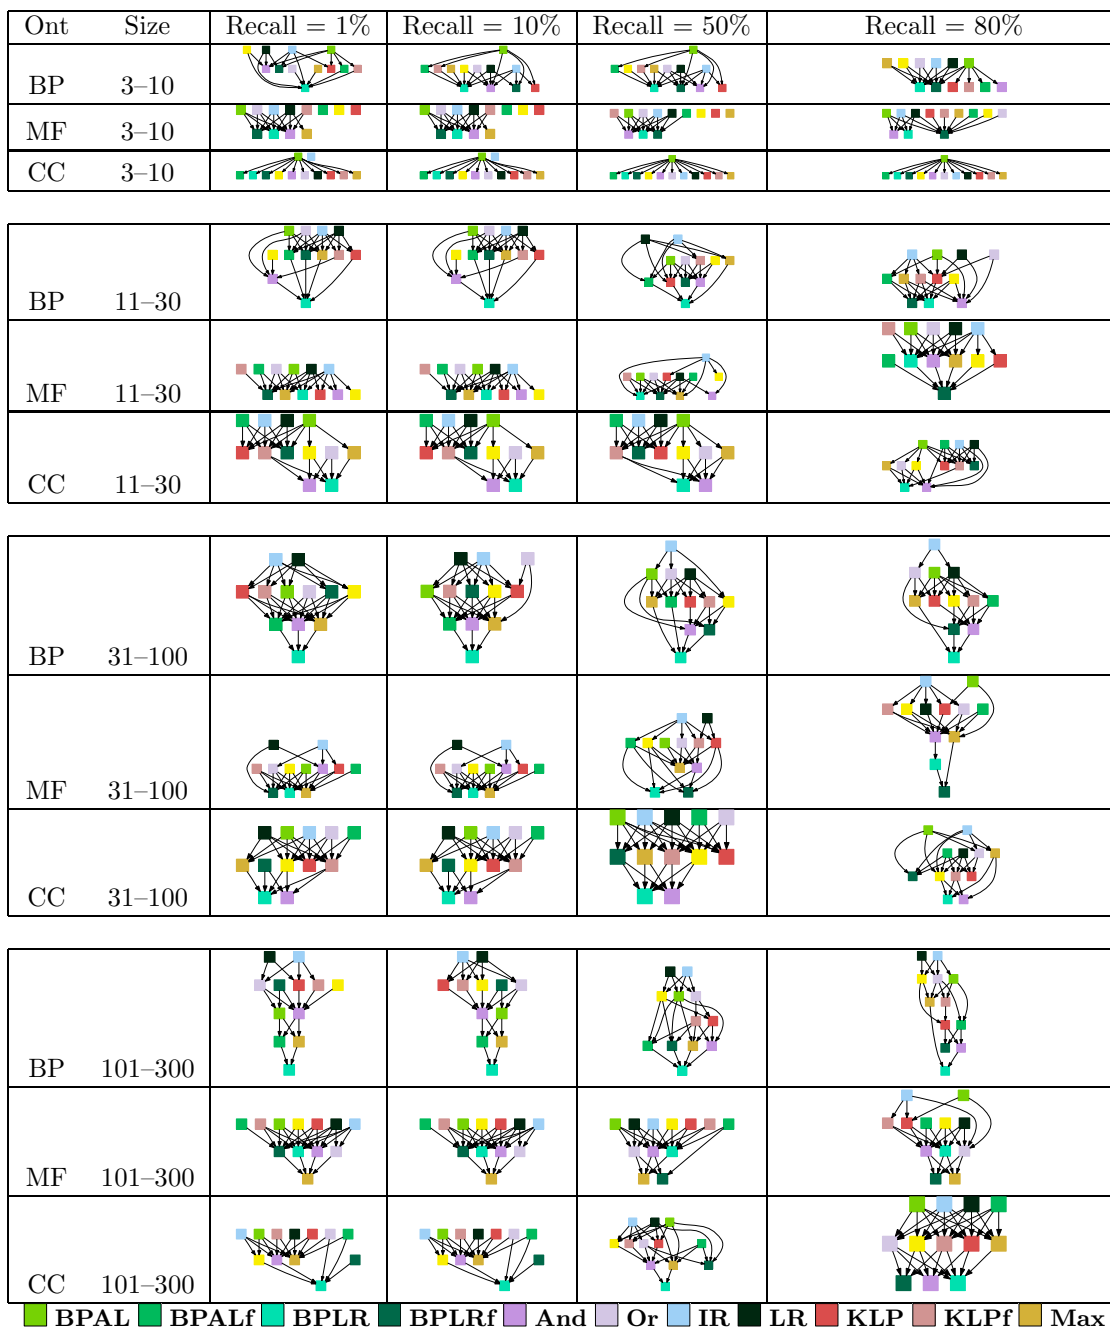 Ont Size Recall = 1% Recall = 10% Recall = 50% Recall = 80%
BP 3–10
MF 3–10
CC 3–10
BP 11–30
MF 11–30
CC 11–30
BP 31–100
MF 31–100
CC 31–100
BP 101–300
MF 101–300
CC 101–300
BPAL BPALf BPLR BPLRf And Or IR LR KLP KLPf Max